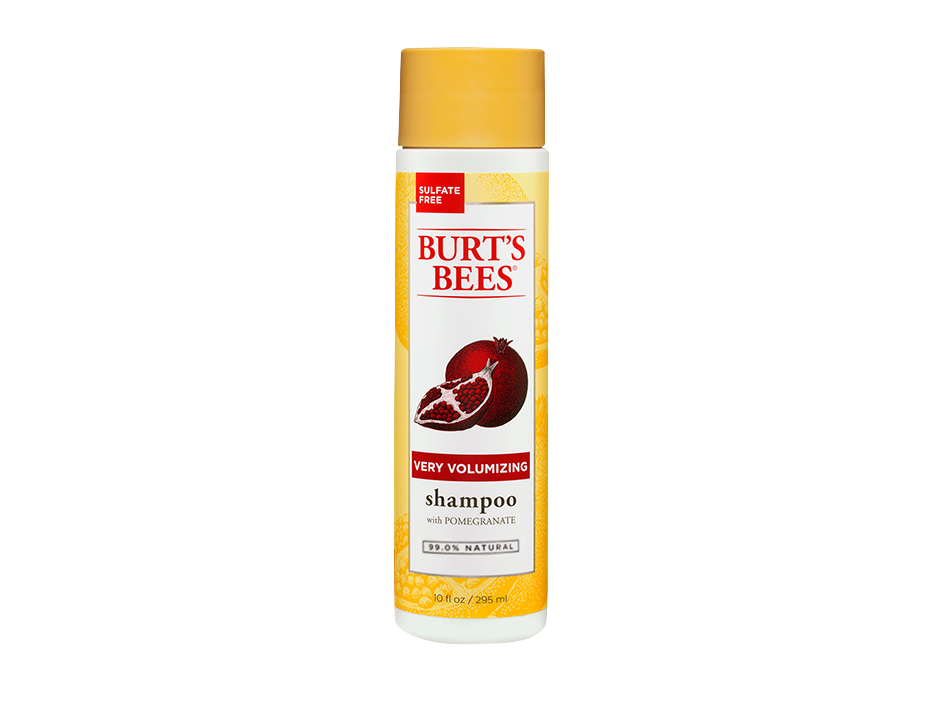 SULFATE
FREE
BURT'S
BEES®
VERY VOLUMIZING
shampoo
with POMEGRANATE
99.0% NATURAL
10 fl oz / 295 ml